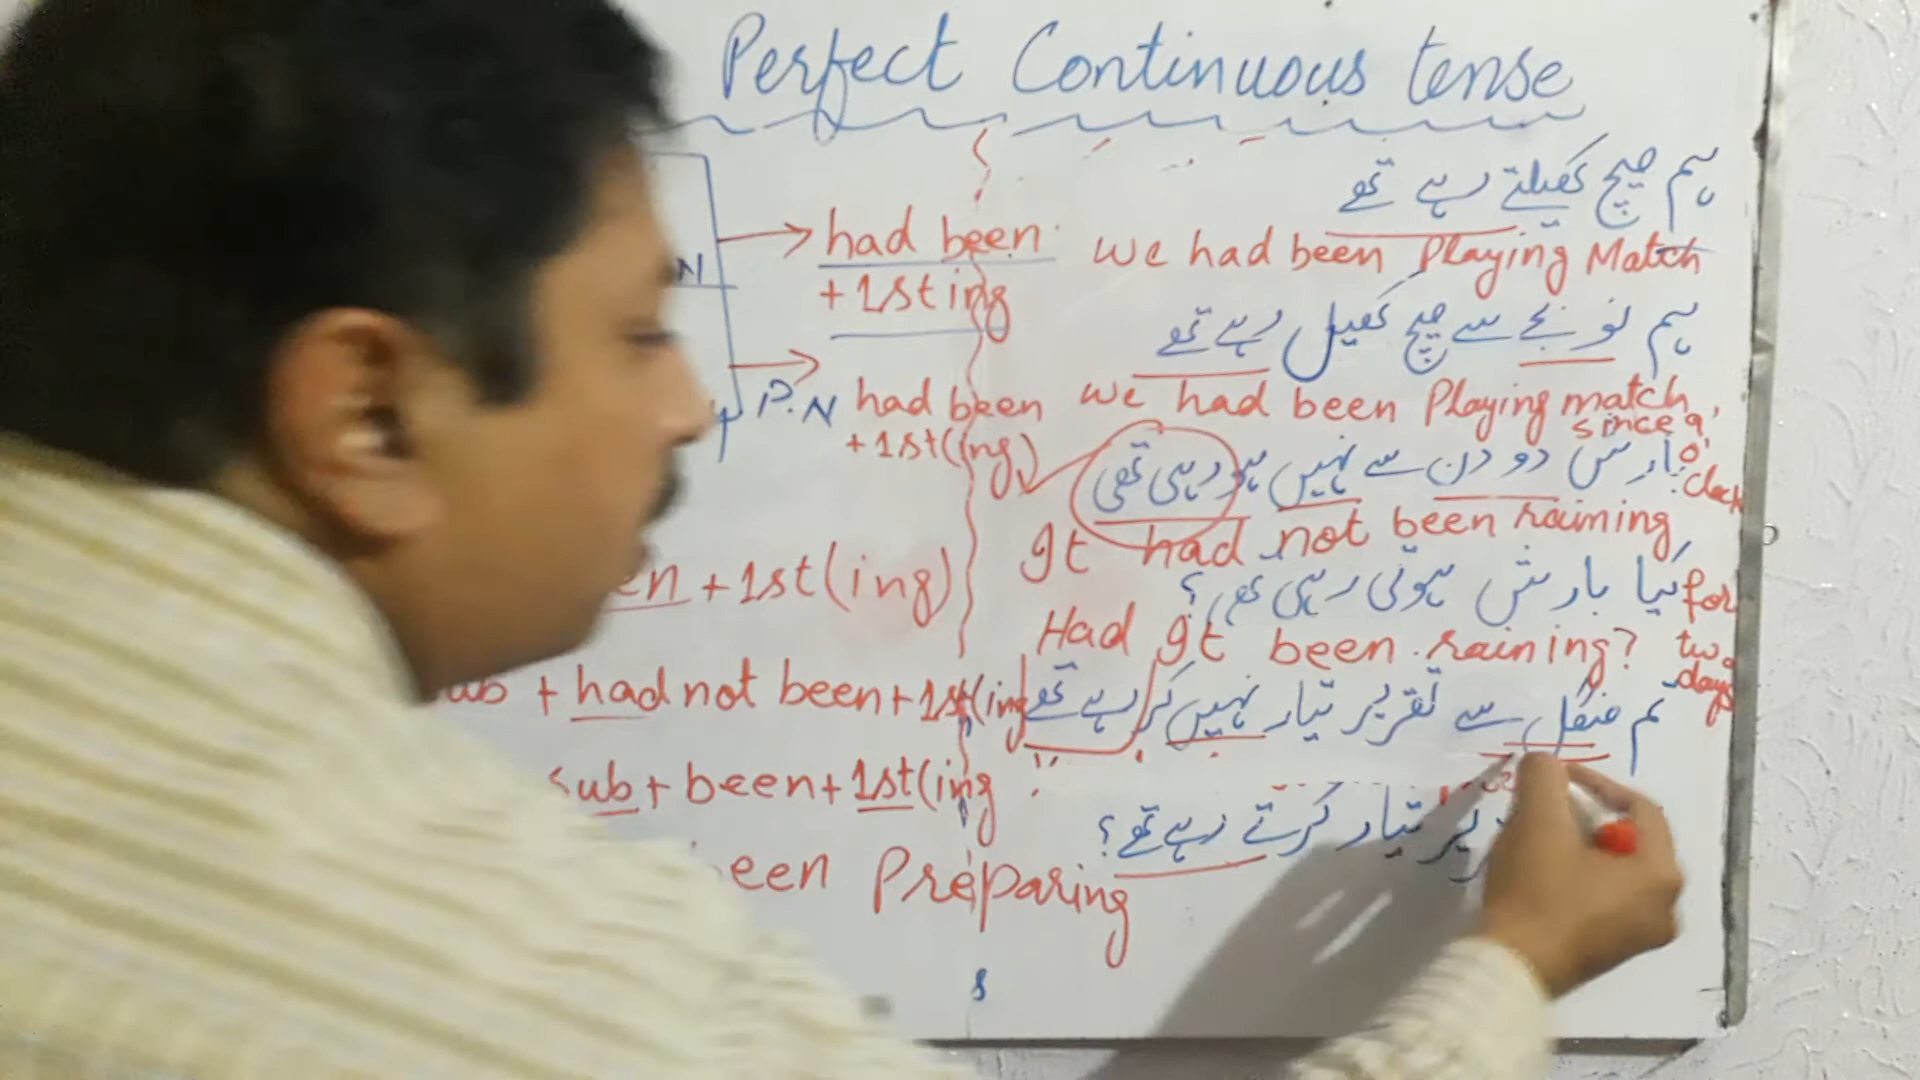 Perfect Continuous tense
ہم میچ کھیلتے رہے تھے
had been
we had been Playing Match
N
+ 1st ing
ہم نو بجے سے میچ کھیل رہے تھے
P.N had been
we had been Playing match
since 9
o'
clock
+ 1st (ing)
بارش دو دن سے نہیں ہو رہی تھی
It had not been raining
for
two
days
en + 1st (ing)
کیا بارش ہوتی رہی تھی ؟
Had It been raining?
ub + had not been + 1st (ing
تم منگل سے تقریر تیار نہیں کر رہے تھے
sub + been + 1st (ing
تیار کرتے رہے تھے ؟
een Preparing